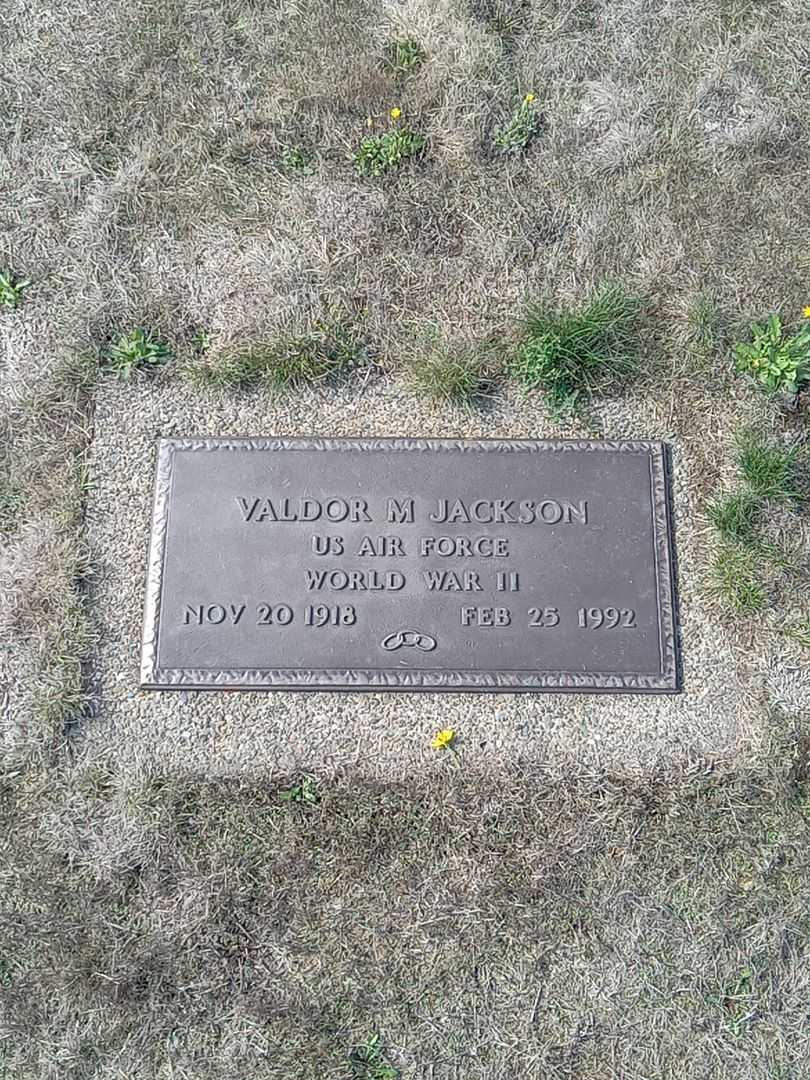 VALDOR M JACKSON
US AIR FORCE
WORLD WAR II
NOV 20 1918 FEB 25 1992